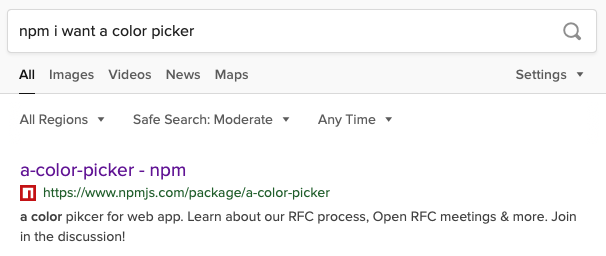 npm i want a color picker
All Images Videos News Maps Settings
All Regions Safe Search: Moderate Any Time
a-color-picker - npm
https://www.npmjs.com/package/a-color-picker
a color pikcer for web app. Learn about our RFC process, Open RFC meetings & more. Join
in the discussion!